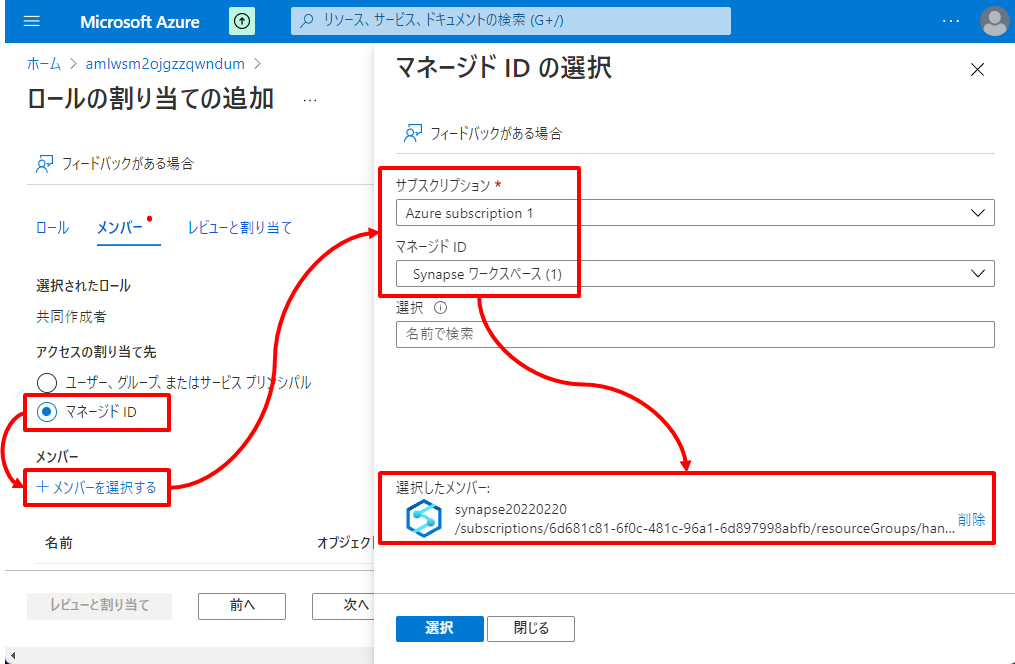 Microsoft Azure
リソース、サービス、ドキュメントの検索 (G+/)
...
ホーム > amlwsm2ojgzzqwndum >
ロールの割り当ての追加 ...
フィードバックがある場合
ロール メンバー レビューと割り当て
選択されたロール
共同作成者
アクセスの割り当て先
ユーザー、グループ、またはサービス プリンシパル
マネージド ID
メンバー
＋メンバーを選択する
名前 オブジェクト
レビューと割り当て 前へ 次へ
マネージド ID の選択
フィードバックがある場合
サブスクリプション *
Azure subscription 1
マネージド ID
Synapse ワークスペース (1)
選択
名前で検索
選択したメンバー:
synapse20220220
/subscriptions/6d681c81-6f0c-481c-96a1-6d897998abfb/resourceGroups/han...
削除
選択 閉じる